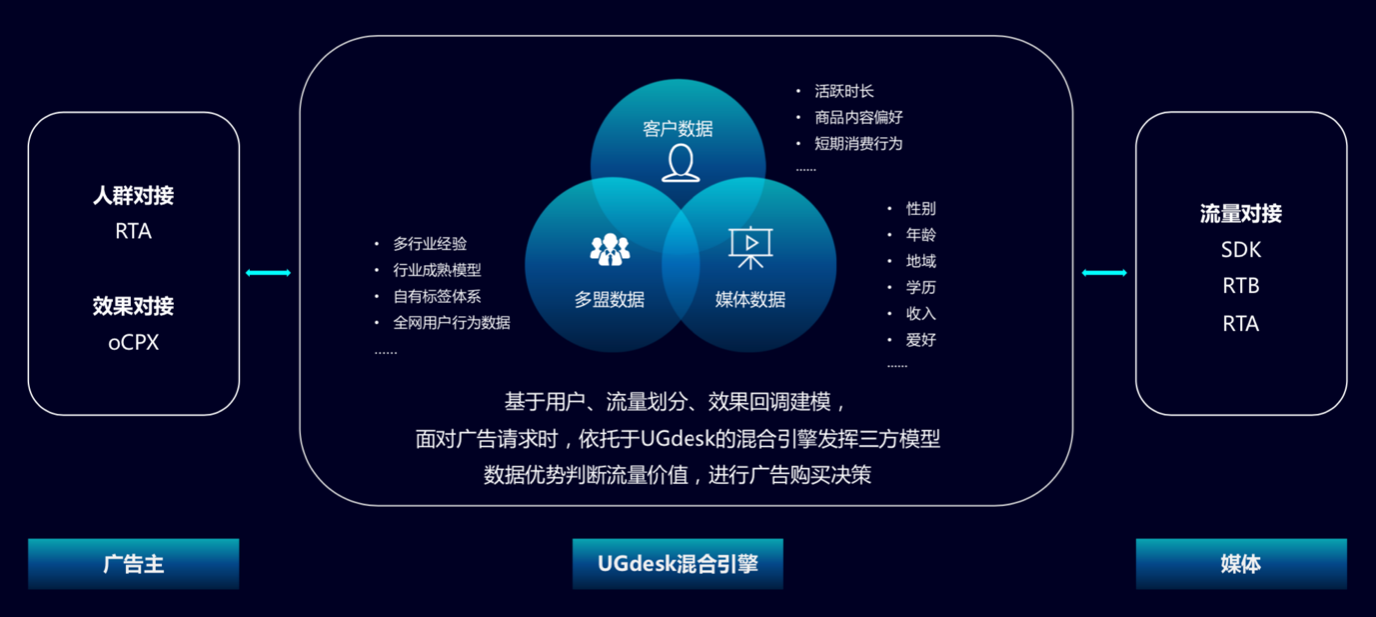 人群对接
RTA
效果对接
oCPX
客户数据
• 活跃时长
• 商品内容偏好
• 短期消费行为
......
• 多行业经验
• 行业成熟模型
• 自有标签体系
• 全网用户行为数据
......
多盟数据
媒体数据
• 性别
• 年龄
• 地域
• 学历
• 收入
• 爱好
......
基于用户、流量划分、效果回调建模，
面对广告请求时，依托于UGdesk的混合引擎发挥三方模型
数据优势判断流量价值，进行广告购买决策
流量对接
SDK
RTB
RTA
广告主
UGdesk混合引擎
媒体